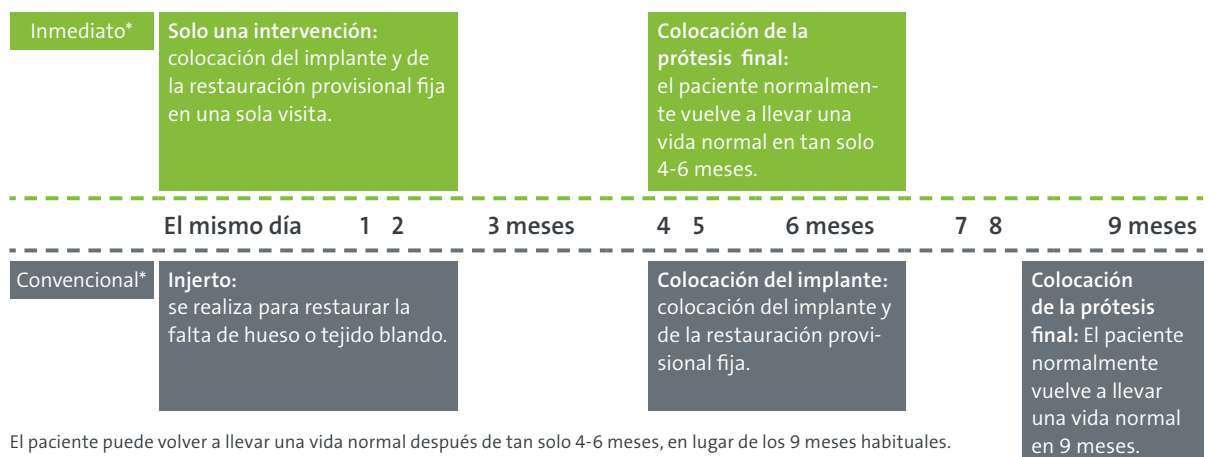 Inmediato*
Solo una intervención:
colocación del implante y de
la restauración provisional fija
en una sola visita.
Colocación de la
prótesis final:
el paciente normalmen-
te vuelve a llevar una
vida normal en tan solo
4-6 meses.
El mismo día 1 2 3 meses 4 5 6 meses 7 8 9 meses
Convencional*
Injerto:
se realiza para restaurar la
falta de hueso o tejido blando.
Colocación del implante:
colocación del implante y
de la restauración provi-
sional fija.
Colocación
de la prótesis
final: El paciente
normalmente
vuelve a llevar
una vida normal
en 9 meses.
El paciente puede volver a llevar una vida normal después de tan solo 4-6 meses, en lugar de los 9 meses habituales.